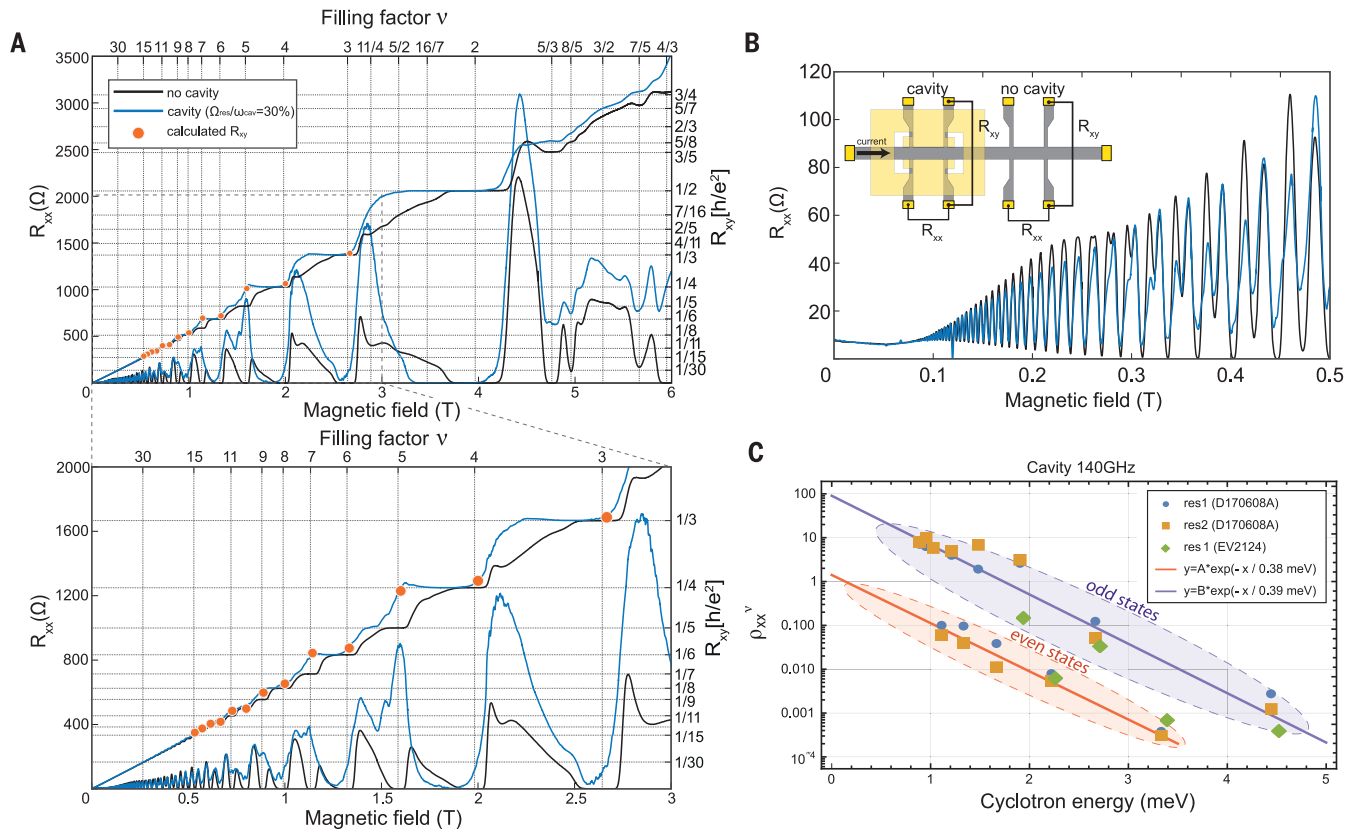 A
Filling factor ν
30 15 11 9 8 7 6 5 4 3 11/4 5/2 16/7 2 5/3 8/5 3/2 7/5 4/3
no cavity
cavity (Ωres/ωcav=30%)
calculated Rxy
3500
3000
2500
2000
1500
1000
500
0
Rxx(Ω)
3/4
5/7
2/3
5/8
3/5
1/2
7/16
2/5
4/11
1/3
1/4
1/5
1/6
1/8
1/11
1/15
1/30
Rxy[h/e²]
0 1 2 3 4 5 6
Magnetic field (T)
Filling factor ν
30 15 11 9 8 7 6 5 4 3
2000
1600
1200
800
400
0
Rxx(Ω)
1/3
1/4
1/5
1/6
1/7
1/8
1/9
1/11
1/15
1/30
Rxy[h/e²]
0 0.5 1 1.5 2 2.5 3
Magnetic field (T)
B
120
100
80
60
40
20
Rxx(Ω)
cavity no cavity
Rxy
Rxy
current
Rxx
Rxx
0 0.1 0.2 0.3 0.4 0.5
Magnetic field (T)
C
Cavity 140GHz
100
10
1
0.100
0.010
0.001
10⁻⁴
ρxxν
res1 (D170608A)
res2 (D170608A)
res 1 (EV2124)
y=A*exp(- x / 0.38 meV)
y=B*exp(- x / 0.39 meV)
odd states
even states
0 1 2 3 4 5
Cyclotron energy (meV)